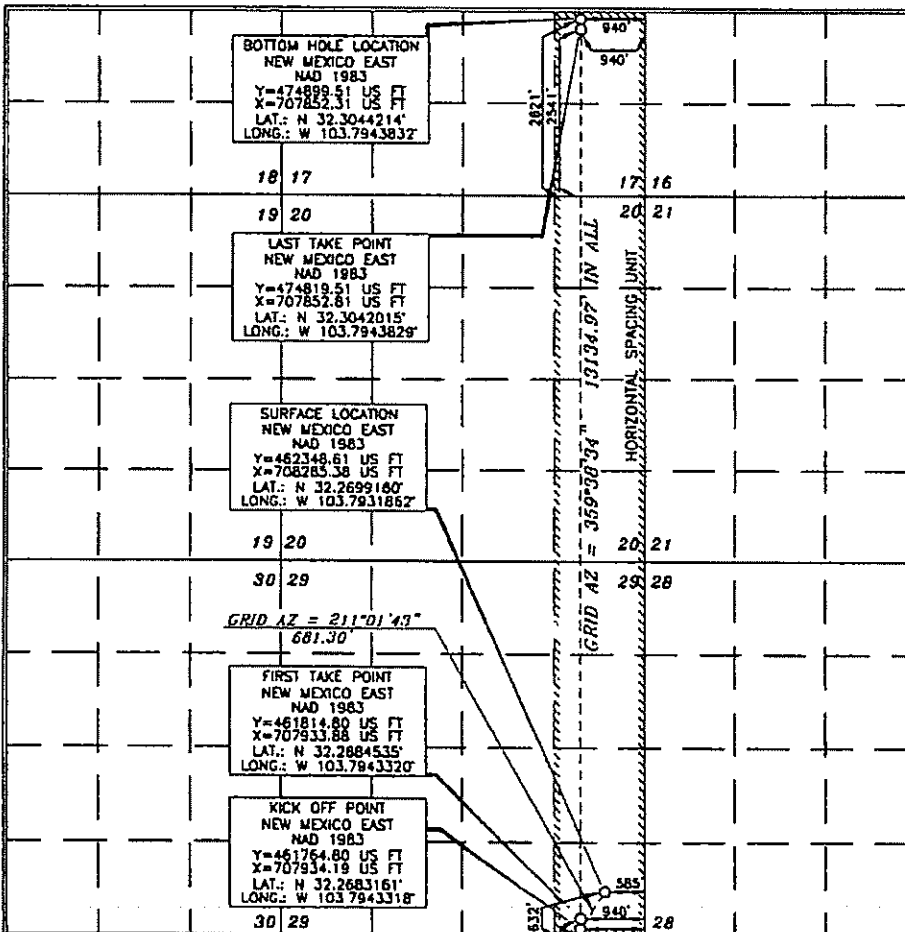 940'
940'
BOTTOM HOLE LOCATION
NEW MEXICO EAST
NAD 1983
Y=474899.51 US FT
X=707852.31 US FT
LAT.: N 32.3044214°
LONG.: W 103.7943832°
2621'
2541'
18 17
17 16
19 20
20 21
LAST TAKE POINT
NEW MEXICO EAST
NAD 1983
Y=474819.51 US FT
X=707852.81 US FT
LAT.: N 32.3042015°
LONG.: W 103.7943829°
GRID AZ = 359°38'34" 13134.97' IN ALL
HORIZONTAL SPACING UNIT
SURFACE LOCATION
NEW MEXICO EAST
NAD 1983
Y=462348.61 US FT
X=708285.38 US FT
LAT.: N 32.2699160°
LONG.: W 103.7931862°
19 20
20 21
30 29
29 28
GRID AZ = 211°01'43"
681.30'
FIRST TAKE POINT
NEW MEXICO EAST
NAD 1983
Y=461814.80 US FT
X=707933.88 US FT
LAT.: N 32.2684535°
LONG.: W 103.7943320°
KICK OFF POINT
NEW MEXICO EAST
NAD 1983
Y=461764.80 US FT
X=707934.19 US FT
LAT.: N 32.2683161°
LONG.: W 103.7943318°
585'
940'
632'
30 29
28